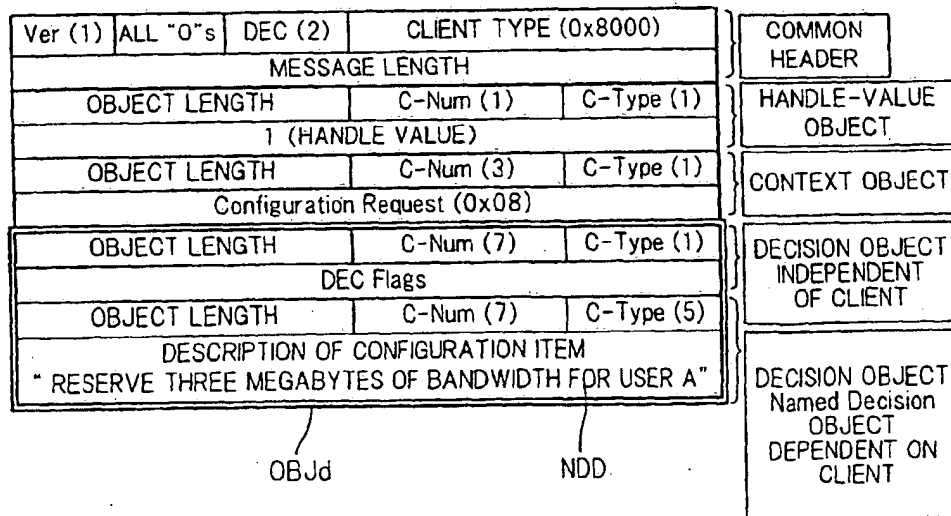 Ver (1) ALL "0"s DEC (2) CLIENT TYPE (0x8000)
MESSAGE LENGTH
COMMON
HEADER
OBJECT LENGTH C-Num (1) C-Type (1)
1 (HANDLE VALUE)
HANDLE-VALUE
OBJECT
OBJECT LENGTH C-Num (3) C-Type (1)
Configuration Request (0x08)
CONTEXT OBJECT
OBJECT LENGTH C-Num (7) C-Type (1)
DEC Flags
DECISION OBJECT
INDEPENDENT
OF CLIENT
OBJECT LENGTH C-Num (7) C-Type (5)
DESCRIPTION OF CONFIGURATION ITEM
" RESERVE THREE MEGABYTES OF BANDWIDTH FOR USER A"
DECISION OBJECT
Named Decision
OBJECT
DEPENDENT ON
CLIENT
OBJd NDD